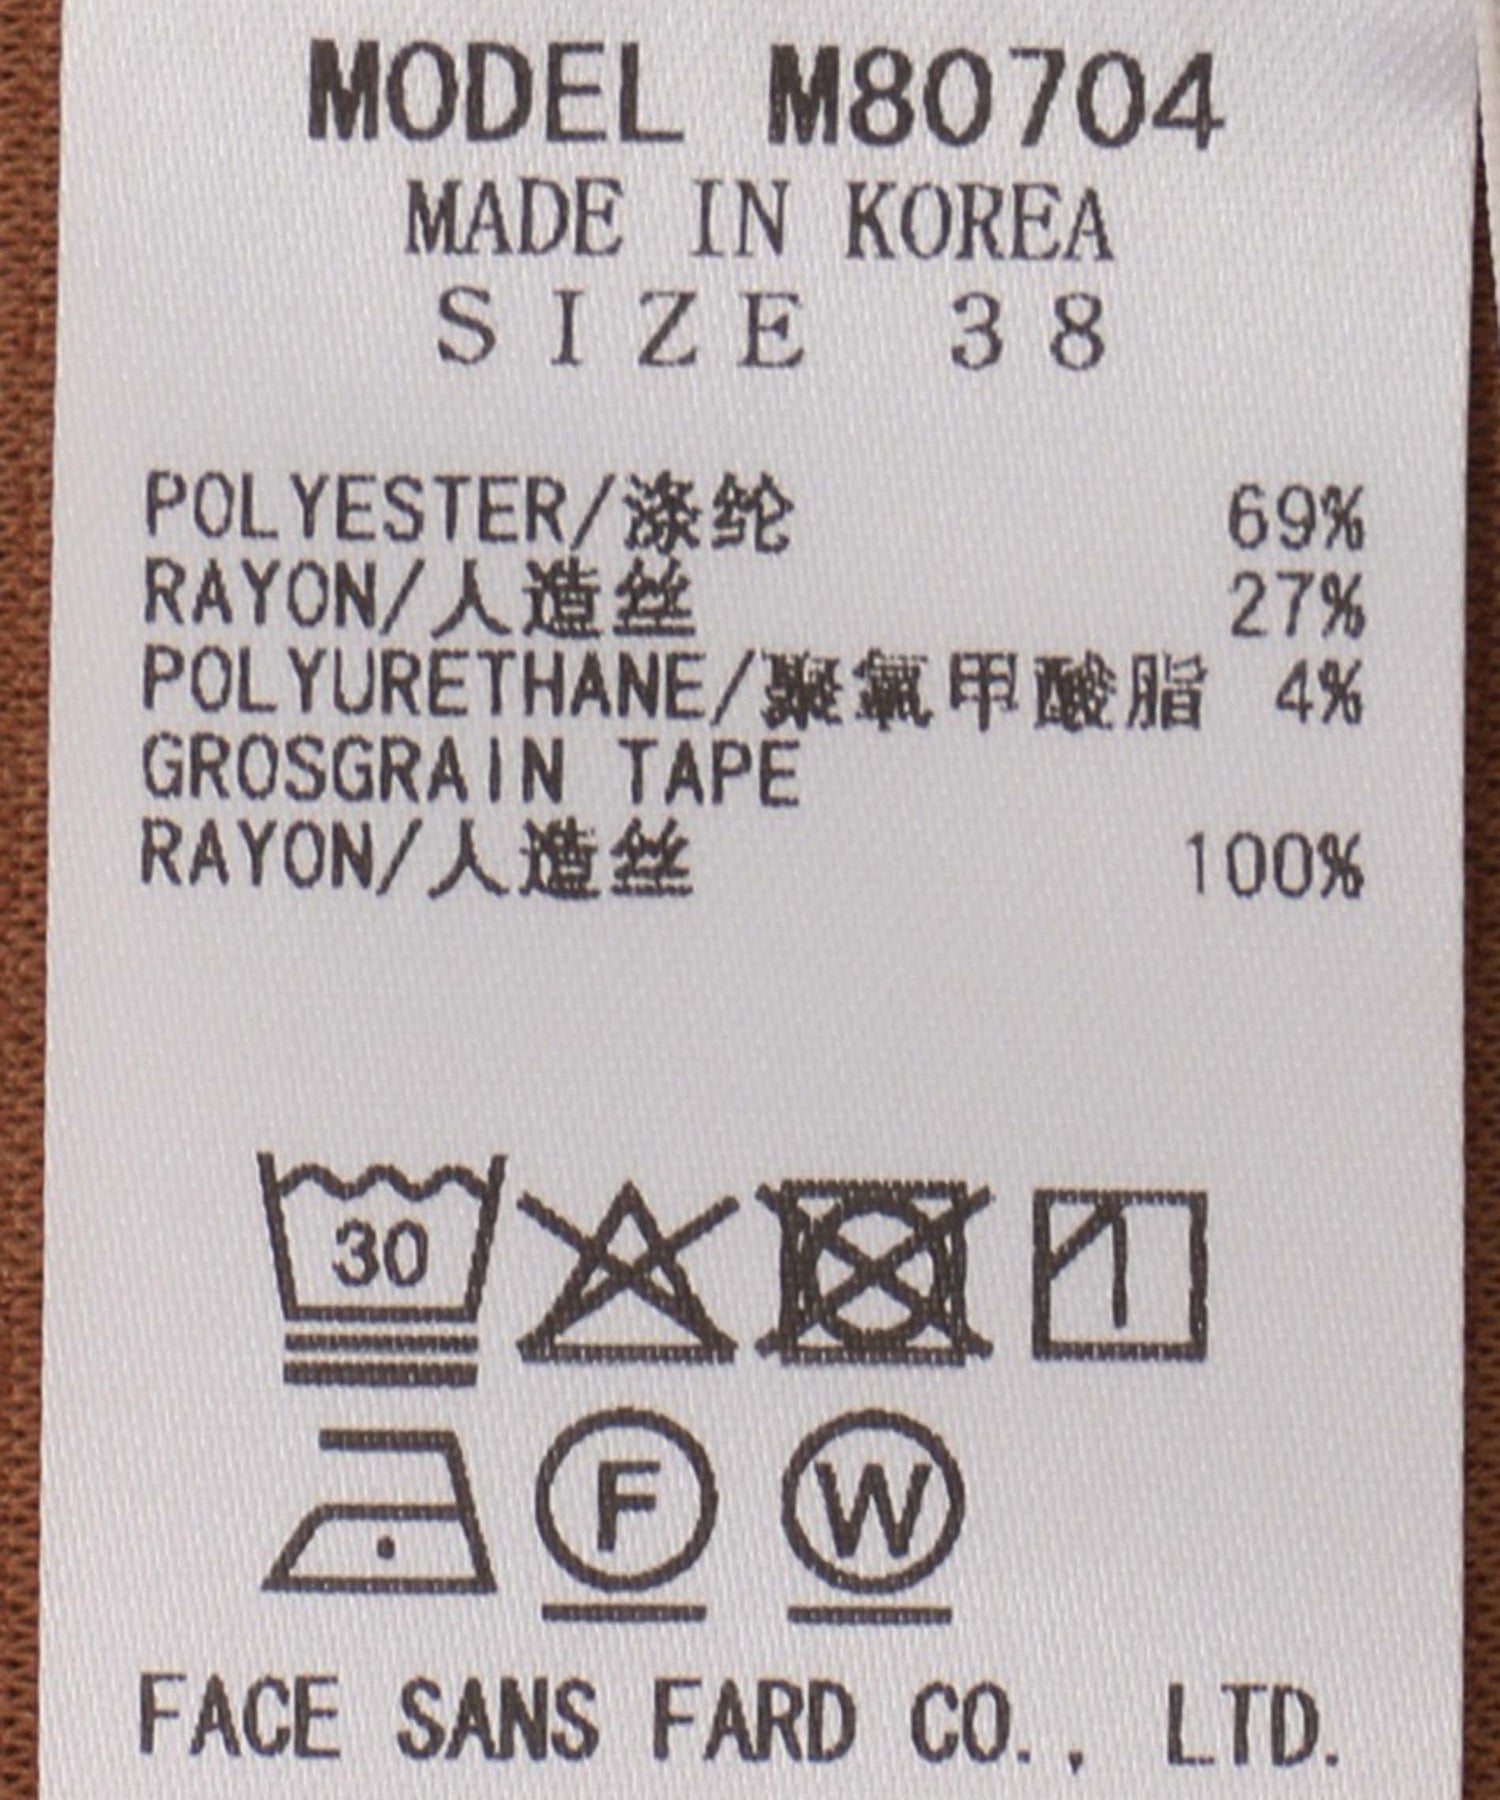 MODEL M80704
MADE IN KOREA
SIZE 38
POLYESTER/涤纶 69%
RAYON/人造丝 27%
POLYURETHANE/聚氨甲酸脂 4%
GROSGRAIN TAPE
RAYON/人造丝 100%
30
F W
FACE SANS FARD CO., LTD.